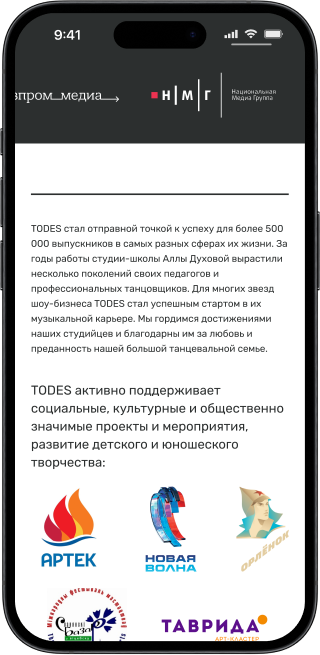 9:41
зпром_медиа
Н М Г Национальная
Медиа Группа
TODES стал отправной точкой к успеху для более 500
000 выпускников в самых разных сферах их жизни. За
годы работы студии-школы Аллы Духовой вырастили
несколько поколений своих педагогов и
профессиональных танцовщиков. Для многих звезд
шоу-бизнеса TODES стал успешным стартом в их
музыкальной карьере. Мы гордимся достижениями
наших студийцев и благодарны им за любовь и
преданность нашей большой танцевальной семье.
TODES активно поддерживает
социальные, культурные и общественно
значимые проекты и мероприятия,
развитие детского и юношеского
творчества:
АРТЕК
НОВАЯ
ВОЛНА
ОРЛЁНОК
ТАВРИДА
АРТ-КЛАСТЕР